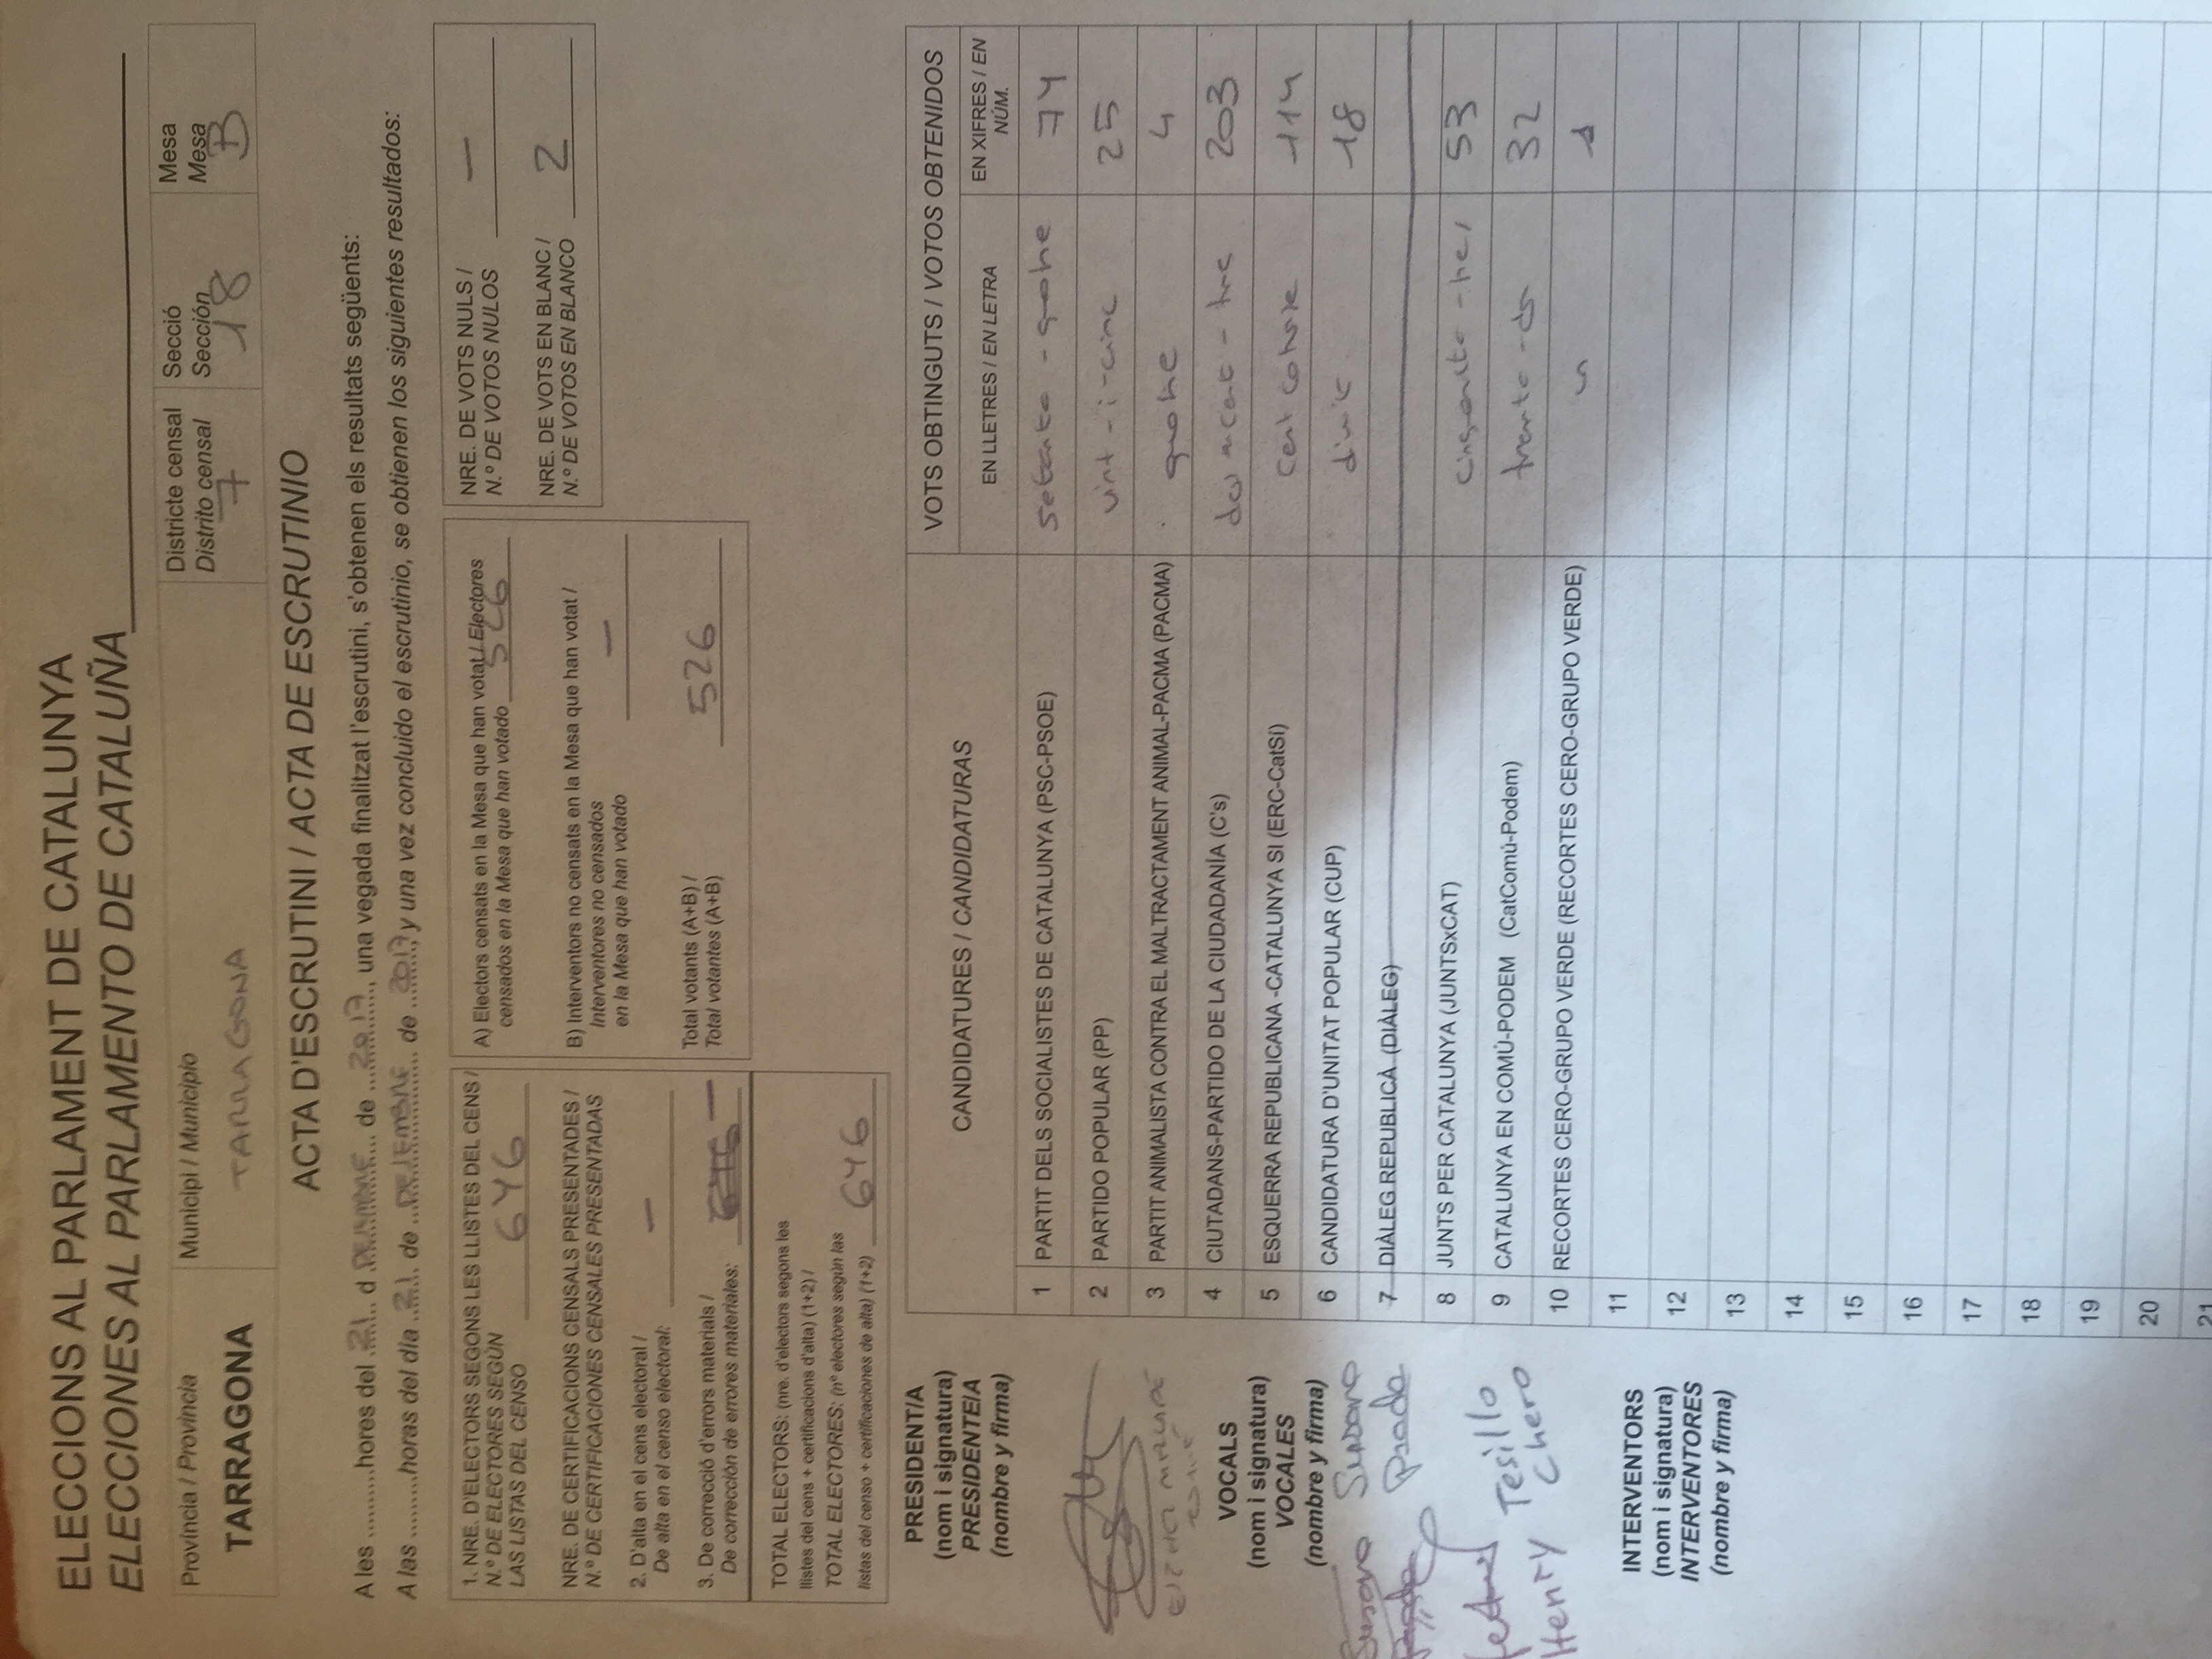 ELECCIONS AL PARLAMENT DE CATALUNYA
ELECCIONES AL PARLAMENTO DE CATALUÑA
Província / Provincia
TARRAGONA
Municipi / Municipio
TARRAGONA
Districte censal
Distrito censal
7
Secció
Sección
18
Mesa
Mesa
B
ACTA D'ESCRUTINI / ACTA DE ESCRUTINIO
A les ..........hores del 21 d DEZEMBRE de 2017, una vegada finalitzat l'escrutini, s'obtenen els resultats següents:
A las .........horas del día 21 de DEZEMBRE de 2017, y una vez concluido el escrutinio, se obtienen los siguientes resultados:
1. NRE. D'ELECTORS SEGONS LES LLISTES DEL CENS /
N.º DE ELECTORES SEGÚN
LAS LISTAS DEL CENSO 646
NRE. DE CERTIFICACIONS CENSALS PRESENTADES /
N.º DE CERTIFICACIONES CENSALES PRESENTADAS
2. D'alta en el cens electoral /
De alta en el censo electoral: —
3. De correcció d'errors materials /
De corrección de errores materiales: 646 —
TOTAL ELECTORS: (nre. d'electors segons les
llistes del cens + certificacions d'alta) (1+2) /
TOTAL ELECTORES: (nº electores según las
listas del censo + certificaciones de alta) (1+2) 646
A) Electors censats en la Mesa que han votat / Electores
censados en la Mesa que han votado 526
B) Interventors no censats en la Mesa que han votat /
Interventores no censados
en la Mesa que han votado —
Total votants (A+B) /
Total votantes (A+B) 526
NRE. DE VOTS NULS /
N.º DE VOTOS NULOS —
NRE. DE VOTS EN BLANC /
N.º DE VOTOS EN BLANCO 2
PRESIDENT/A
(nom i signatura)
PRESIDENTE/A
(nombre y firma)
VOCALS
(nom i signatura)
VOCALES
(nombre y firma)
Susana Susana
Prada Prada
Henry Tesillo
Chero
INTERVENTORS
(nom i signatura)
INTERVENTORES
(nombre y firma)
CANDIDATURES / CANDIDATURAS
VOTS OBTINGUTS / VOTOS OBTENIDOS
EN LLETRES / EN LETRA
EN XIFRES / EN
NÚM.
1 PARTIT DELS SOCIALISTES DE CATALUNYA (PSC-PSOE) setanta - quatre 74
2 PARTIDO POPULAR (PP) vint - i - cinc 25
3 PARTIT ANIMALISTA CONTRA EL MALTRACTAMENT ANIMAL-PACMA (PACMA) quatre 4
4 CIUTADANS-PARTIDO DE LA CIUDADANÍA (C's) 203
5 ESQUERRA REPUBLICANA -CATALUNYA SI (ERC-CatSí) cent catorze 114
6 CANDIDATURA D'UNITAT POPULAR (CUP) 18
7 DIÀLEG REPUBLICÀ (DIÀLEG)
8 JUNTS PER CATALUNYA (JUNTSxCAT) cinquanta - tres 53
9 CATALUNYA EN COMÚ-PODEM (CatComú-Podem) trenta - dos 32
10 RECORTES CERO-GRUPO VERDE (RECORTES CERO-GRUPO VERDE) un 1
11
12
13
14
15
16
17
18
19
20
21